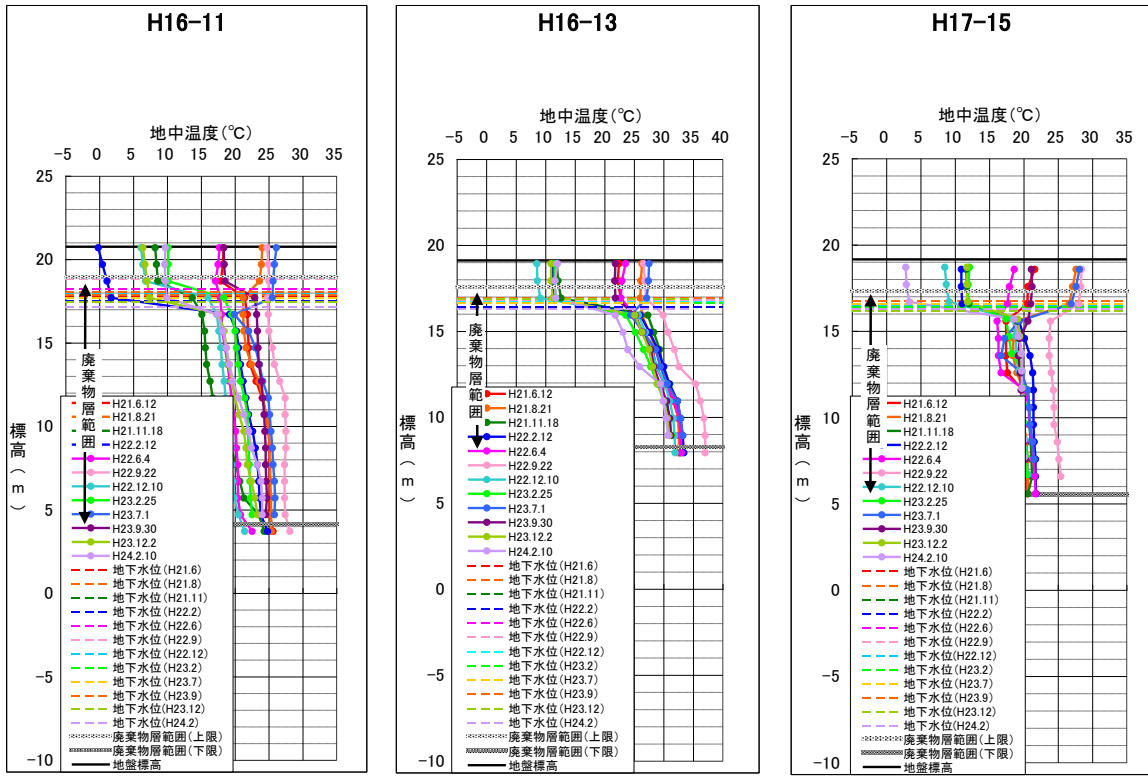 H16-11
地中温度(℃)
-5 0 5 10 15 20 25 30 35
25
20
15
10
5
0
-5
-10
標高(m)
廃棄物層範囲
H21.6.12
H21.8.21
H21.11.18
H22.2.12
H22.6.4
H22.9.22
H22.12.10
H23.2.25
H23.7.1
H23.9.30
H23.12.2
H24.2.10
地下水位(H21.6)
地下水位(H21.8)
地下水位(H21.11)
地下水位(H22.2)
地下水位(H22.6)
地下水位(H22.9)
地下水位(H22.12)
地下水位(H23.2)
地下水位(H23.7)
地下水位(H23.9)
地下水位(H23.12)
地下水位(H24.2)
廃棄物層範囲(上限)
廃棄物層範囲(下限)
地盤標高
H16-13
地中温度(℃)
-5 0 5 10 15 20 25 30 35 40
25
20
15
10
5
0
-5
-10
標高(m)
廃棄物層範囲
H21.6.12
H21.8.21
H21.11.18
H22.2.12
H22.6.4
H22.9.22
H22.12.10
H23.2.25
H23.7.1
H23.9.30
H23.12.2
H24.2.10
地下水位(H21.6)
地下水位(H21.8)
地下水位(H21.11)
地下水位(H22.2)
地下水位(H22.6)
地下水位(H22.9)
地下水位(H22.12)
地下水位(H23.2)
地下水位(H23.7)
地下水位(H23.9)
地下水位(H23.12)
地下水位(H24.2)
廃棄物層範囲(上限)
廃棄物層範囲(下限)
地盤標高
H17-15
地中温度(℃)
-5 0 5 10 15 20 25 30 35
25
20
15
10
5
0
-5
-10
標高(m)
廃棄物層範囲
H21.6.12
H21.8.21
H21.11.18
H22.2.12
H22.6.4
H22.9.22
H22.12.10
H23.2.25
H23.7.1
H23.9.30
H23.12.2
H24.2.10
地下水位(H21.6)
地下水位(H21.8)
地下水位(H21.11)
地下水位(H22.2)
地下水位(H22.6)
地下水位(H22.9)
地下水位(H22.12)
地下水位(H23.2)
地下水位(H23.7)
地下水位(H23.9)
地下水位(H23.12)
地下水位(H24.2)
廃棄物層範囲(上限)
廃棄物層範囲(下限)
地盤標高